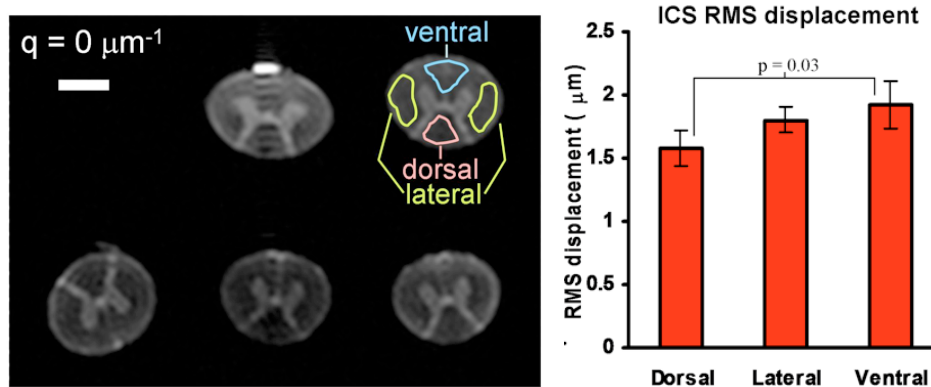 q = 0 μm⁻¹
ventral
dorsal
lateral
ICS RMS displacement
RMS displacement ( μm)
2.5
2
1.5
1
0.5
0
p = 0.03
Dorsal Lateral Ventral